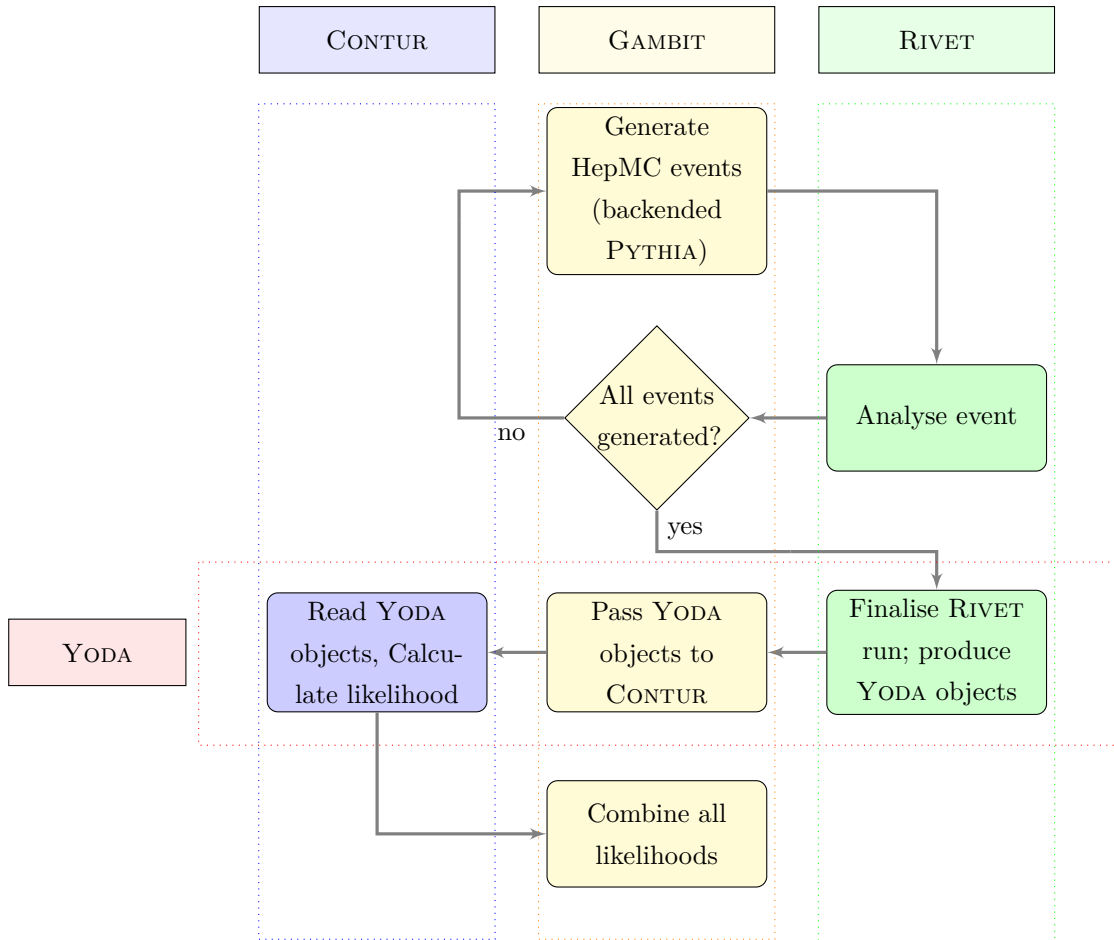 CONTUR
GAMBIT
RIVET
Generate
HepMC events
(backended
PYTHIA)
All events
generated?
Analyse event
no
yes
YODA
Read YODA
objects, Calcu-
late likelihood
Pass YODA
objects to
CONTUR
Finalise RIVET
run; produce
YODA objects
Combine all
likelihoods